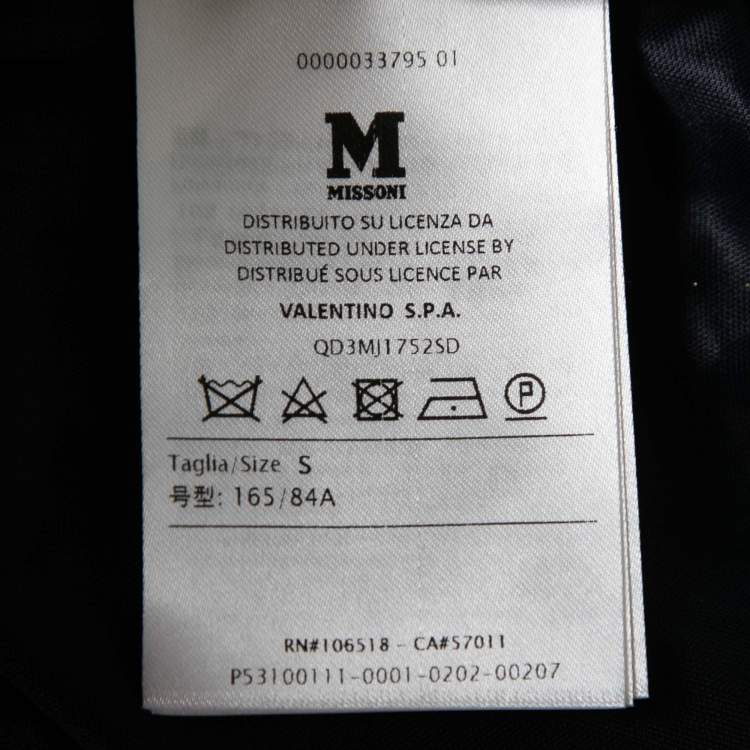 0000033795 01
M
MISSONI
DISTRIBUITO SU LICENZA DA
DISTRIBUTED UNDER LICENSE BY
DISTRIBUÉ SOUS LICENCE PAR
VALENTINO S.P.A.
QD3MJ1752SD
P
Taglia/Size S
号型: 165/84A
RN#106518 - CA#57011
P53100111-0001-0202-00207